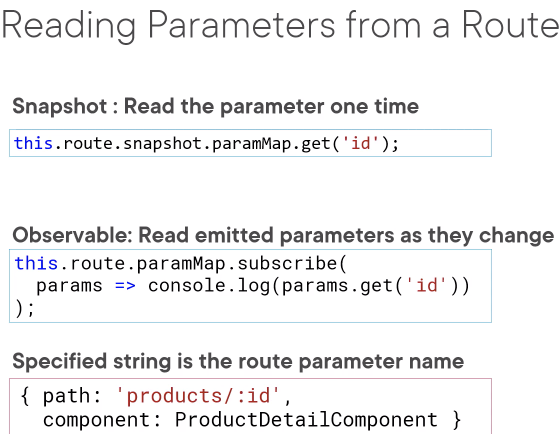 Reading Parameters from a Route
Snapshot : Read the parameter one time
this.route.snapshot.paramMap.get('id');
Observable: Read emitted parameters as they change
this.route.paramMap.subscribe(
  params => console.log(params.get('id'))
);
Specified string is the route parameter name
{ path: 'products/:id',
  component: ProductDetailComponent }